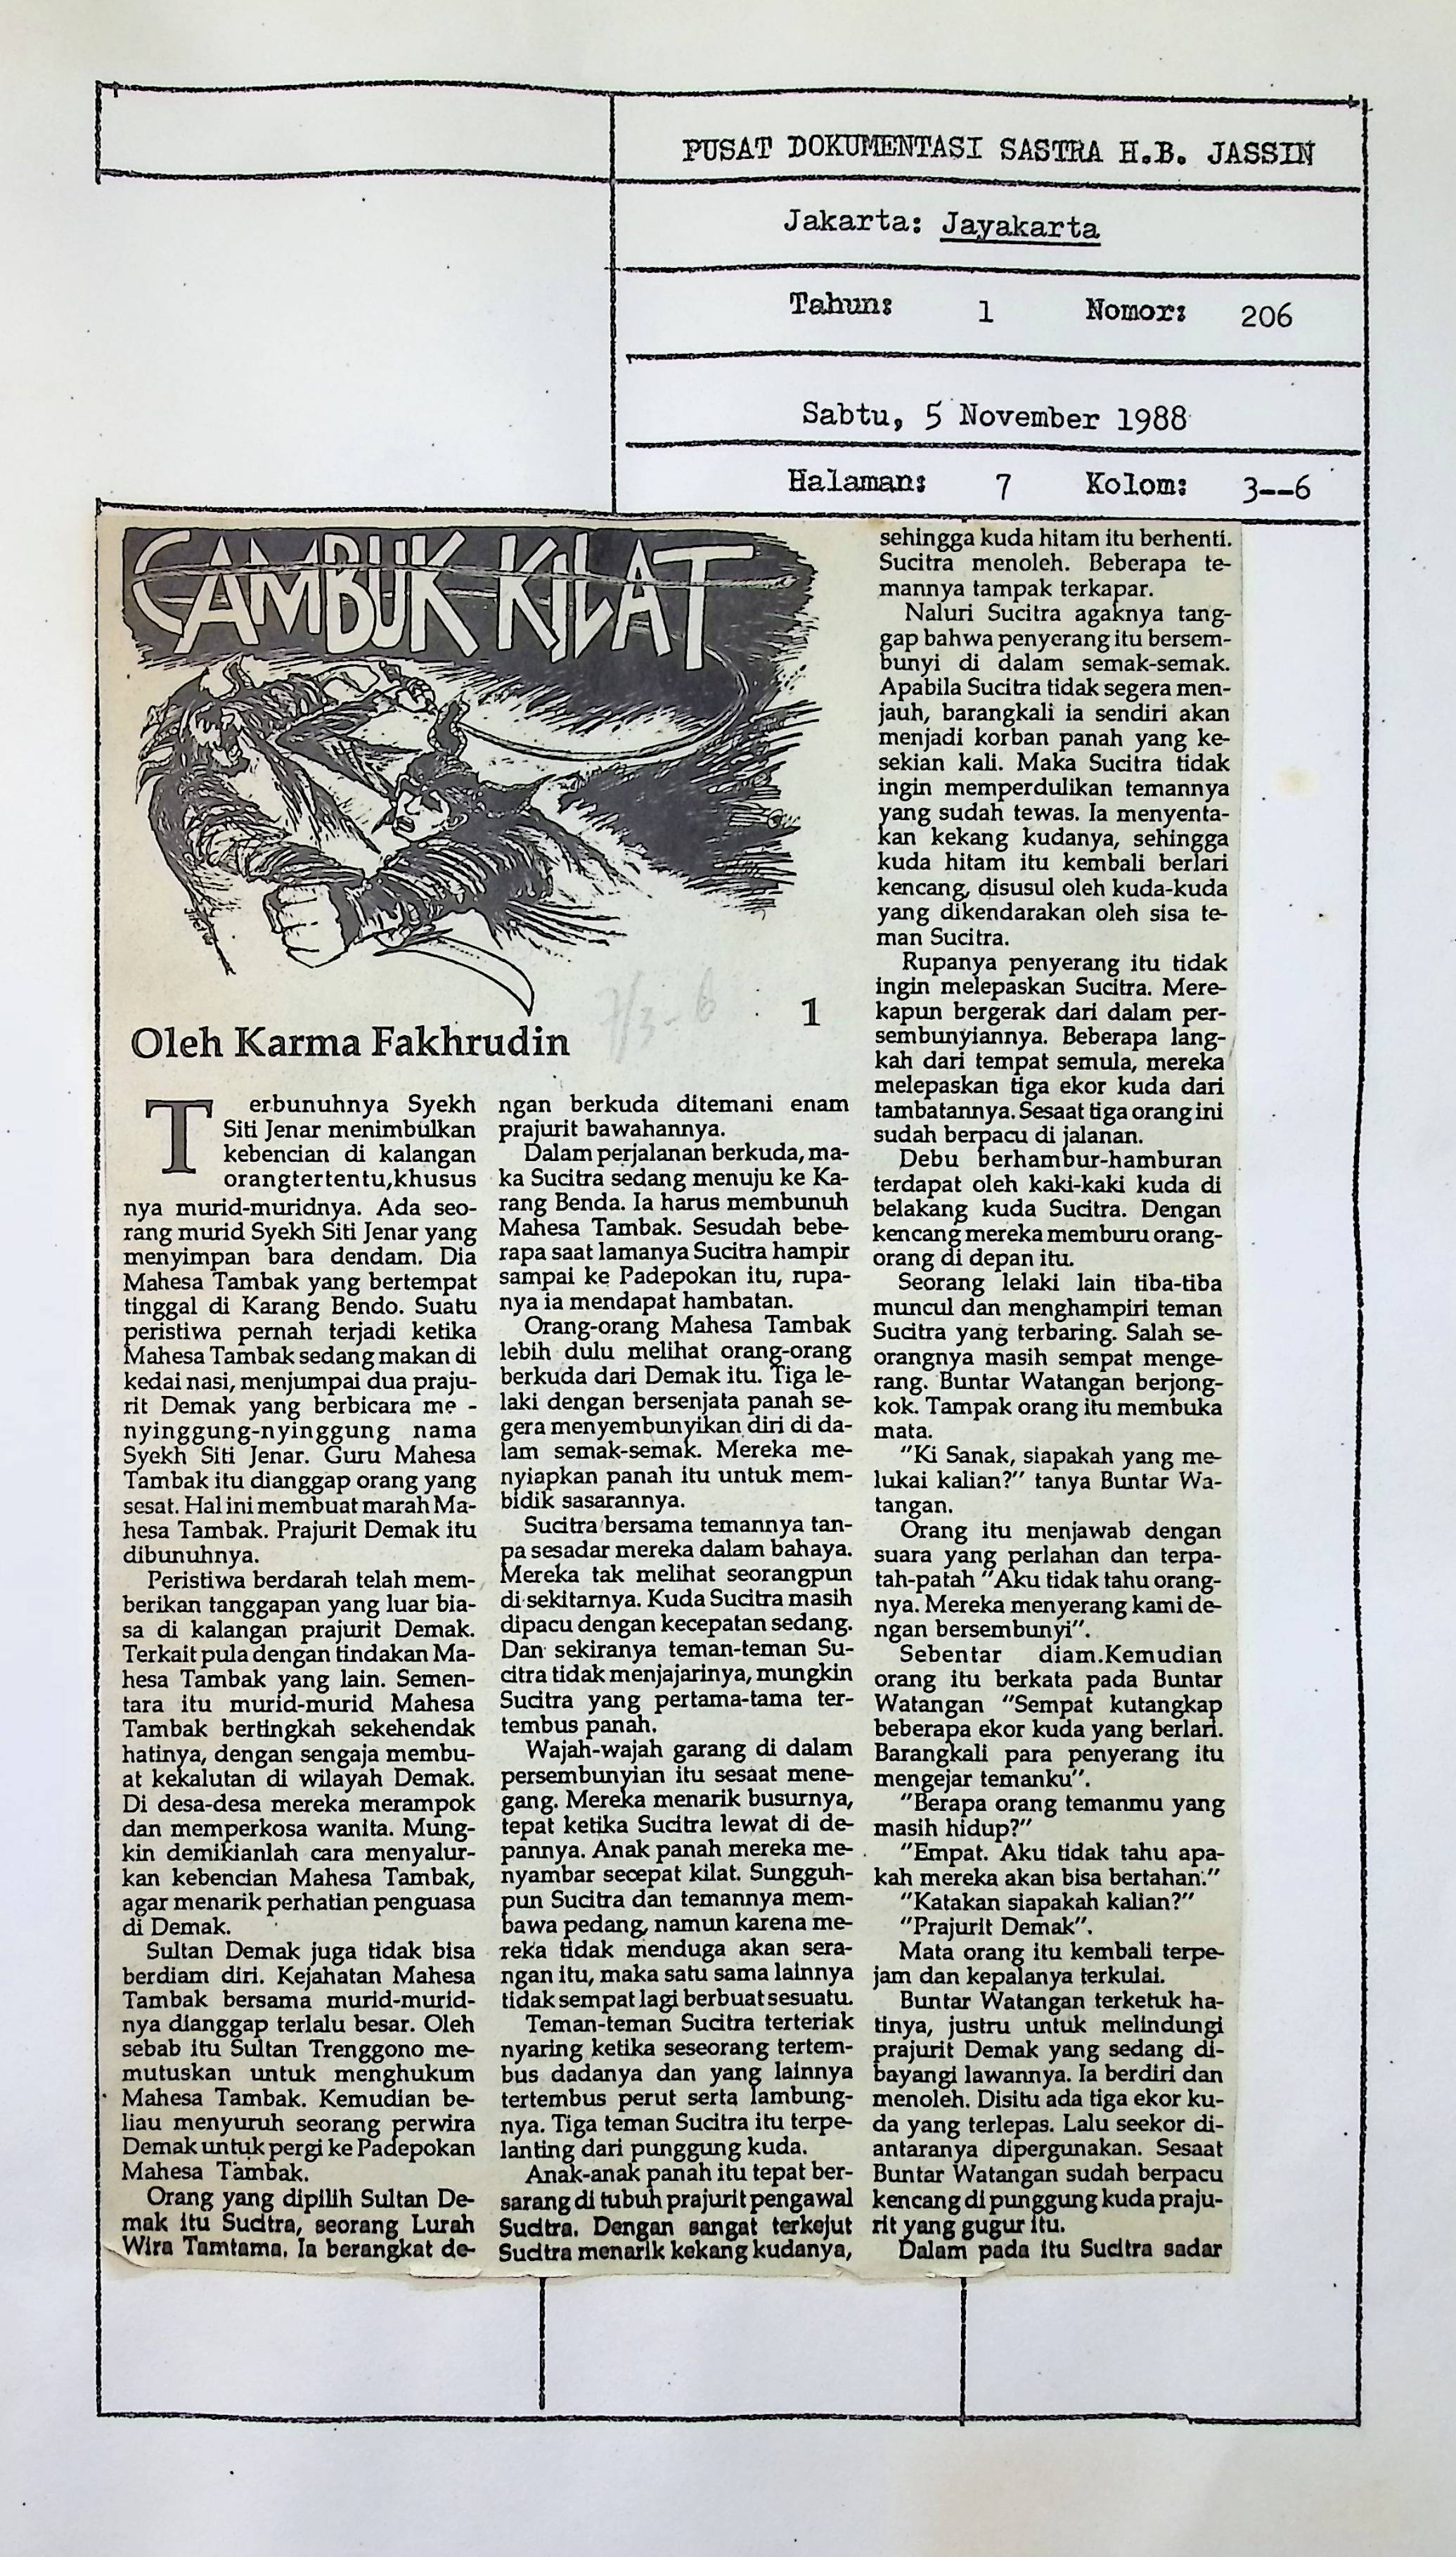 PUSAT DOKUMENTASI SASTRA H.B. JASSIN
Jakarta: Jayakarta
Tahun: 1 Nomor: 206
Sabtu, 5 November 1988
Halaman: 7 Kolom: 3--6
CAMBUK KILAT
7/3-6
1
Oleh Karma Fakhrudin
Terbunuhnya Syekh
Siti Jenar menimbulkan
kebencian di kalangan
orangtertentu,khusus
nya murid-muridnya. Ada seo-
rang murid Syekh Siti Jenar yang
menyimpan bara dendam. Dia
Mahesa Tambak yang bertempat
tinggal di Karang Bendo. Suatu
peristiwa pernah terjadi ketika
Mahesa Tambak sedang makan di
kedai nasi, menjumpai dua praju-
rit Demak yang berbicara me -
nyinggung-nyinggung nama
Syekh Siti Jenar. Guru Mahesa
Tambak itu dianggap orang yang
sesat. Hal ini membuat marah Ma-
hesa Tambak. Prajurit Demak itu
dibunuhnya.
Peristiwa berdarah telah mem-
berikan tanggapan yang luar bia-
sa di kalangan prajurit Demak.
Terkait pula dengan tindakan Ma-
hesa Tambak yang lain. Semen-
tara itu murid-murid Mahesa
Tambak bertingkah sekehendak
hatinya, dengan sengaja membu-
at kekalutan di wilayah Demak.
Di desa-desa mereka merampok
dan memperkosa wanita. Mung-
kin demikianlah cara menyalur-
kan kebencian Mahesa Tambak,
agar menarik perhatian penguasa
di Demak.
Sultan Demak juga tidak bisa
berdiam diri. Kejahatan Mahesa
Tambak bersama murid-murid-
nya dianggap terlalu besar. Oleh
sebab itu Sultan Trenggono me-
mutuskan untuk menghukum
Mahesa Tambak. Kemudian be-
liau menyuruh seorang perwira
Demak untuk pergi ke Padepokan
Mahesa Tambak.
Orang yang dipilih Sultan De-
mak itu Sucitra, seorang Lurah
Wira Tamtama. Ia berangkat de-
ngan berkuda ditemani enam
prajurit bawahannya.
Dalam perjalanan berkuda, ma-
ka Sucitra sedang menuju ke Ka-
rang Benda. Ia harus membunuh
Mahesa Tambak. Sesudah bebe-
rapa saat lamanya Sucitra hampir
sampai ke Padepokan itu, rupa-
nya ia mendapat hambatan.
Orang-orang Mahesa Tambak
lebih dulu melihat orang-orang
berkuda dari Demak itu. Tiga le-
laki dengan bersenjata panah se-
gera menyembunyikan diri di da-
lam semak-semak. Mereka me-
nyiapkan panah itu untuk mem-
bidik sasarannya.
Sucitra bersama temannya tan-
pa sesadar mereka dalam bahaya.
Mereka tak melihat seorangpun
di sekitarnya. Kuda Sucitra masih
dipacu dengan kecepatan sedang.
Dan sekiranya teman-teman Su-
citra tidak menjajarinya, mungkin
Sucitra yang pertama-tama ter-
tembus panah.
Wajah-wajah garang di dalam
persembunyian itu sesaat mene-
gang. Mereka menarik busurnya,
tepat ketika Sucitra lewat di de-
pannya. Anak panah mereka me-
nyambar secepat kilat. Sungguh-
pun Sucitra dan temannya mem-
bawa pedang, namun karena me-
reka tidak menduga akan sera-
ngan itu, maka satu sama lainnya
tidak sempat lagi berbuat sesuatu.
Teman-teman Sucitra terteriak
nyaring ketika seseorang tertem-
bus dadanya dan yang lainnya
tertembus perut serta lambung-
nya. Tiga teman Sucitra itu terpe-
lanting dari punggung kuda.
Anak-anak panah itu tepat ber-
sarang di tubuh prajurit pengawal
Sucitra. Dengan sangat terkejut
Sucitra menarik kekang kudanya,
sehingga kuda hitam itu berhenti.
Sucitra menoleh. Beberapa te-
mannya tampak terkapar.
Naluri Sucitra agaknya tang-
gap bahwa penyerang itu bersem-
bunyi di dalam semak-semak.
Apabila Sucitra tidak segera men-
jauh, barangkali ia sendiri akan
menjadi korban panah yang ke-
sekian kali. Maka Sucitra tidak
ingin memperdulikan temannya
yang sudah tewas. Ia menyenta-
kan kekang kudanya, sehingga
kuda hitam itu kembali berlari
kencang, disusul oleh kuda-kuda
yang dikendarakan oleh sisa te-
man Sucitra.
Rupanya penyerang itu tidak
ingin melepaskan Sucitra. Mere-
kapun bergerak dari dalam per-
sembunyiannya. Beberapa lang-
kah dari tempat semula, mereka
melepaskan tiga ekor kuda dari
tambatannya. Sesaat tiga orang ini
sudah berpacu di jalanan.
Debu berhambur-hamburan
terdapat oleh kaki-kaki kuda di
belakang kuda Sucitra. Dengan
kencang mereka memburu orang-
orang di depan itu.
Seorang lelaki lain tiba-tiba
muncul dan menghampiri teman
Sucitra yang terbaring. Salah se-
orangnya masih sempat menge-
rang. Buntar Watangan berjong-
kok. Tampak orang itu membuka
mata.
"Ki Sanak, siapakah yang me-
lukai kalian?" tanya Buntar Wa-
tangan.
Orang itu menjawab dengan
suara yang perlahan dan terpa-
tah-patah "Aku tidak tahu orang-
nya. Mereka menyerang kami de-
ngan bersembunyi".
Sebentar diam.Kemudian
orang itu berkata pada Buntar
Watangan "Sempat kutangkap
beberapa ekor kuda yang berlari.
Barangkali para penyerang itu
mengejar temanku".
"Berapa orang temanmu yang
masih hidup?"
"Empat. Aku tidak tahu apa-
kah mereka akan bisa bertahan."
"Katakan siapakah kalian?"
"Prajurit Demak".
Mata orang itu kembali terpe-
jam dan kepalanya terkulai.
Buntar Watangan terketuk ha-
tinya, justru untuk melindungi
prajurit Demak yang sedang di-
bayangi lawannya. Ia berdiri dan
menoleh. Disitu ada tiga ekor ku-
da yang terlepas. Lalu seekor di-
antaranya dipergunakan. Sesaat
Buntar Watangan sudah berpacu
kencang di punggung kuda praju-
rit yang gugur itu.
Dalam pada itu Sucitra sadar